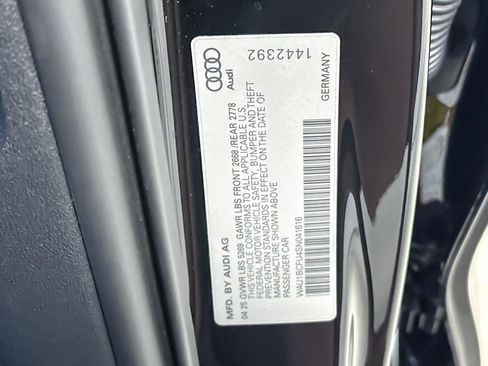 Audi
1442392
MFD. BY AUDI AG
04 25 GVWR LBS 5269 GAWR LBS FRONT 2668 /REAR 2778
THIS VEHICLE CONFORMS TO ALL APPLICABLE U.S.
FEDERAL MOTOR VEHICLE SAFETY, BUMPER AND THEFT
PREVENTION STANDARDS IN EFFECT ON THE DATE OF
MANUFACTURE SHOWN ABOVE
PASSENGER CAR
WAU1BCFU4SN041616
GERMANY